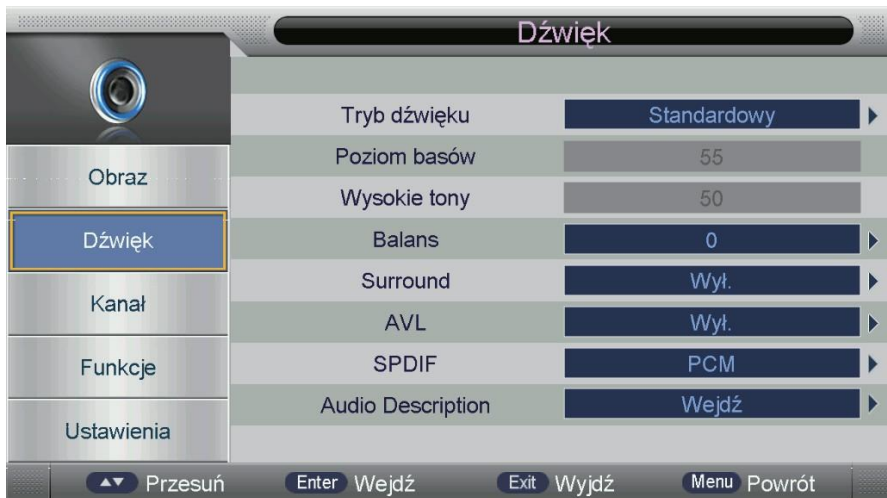 Dźwięk
Obraz
Dźwięk
Kanał
Funkcje
Ustawienia
Tryb dźwięku Standardowy
Poziom basów 55
Wysokie tony 50
Balans 0
Surround Wył.
AVL Wył.
SPDIF PCM
Audio Description Wejdź
Przesuń Enter Wejdź Exit Wyjdź Menu Powrót